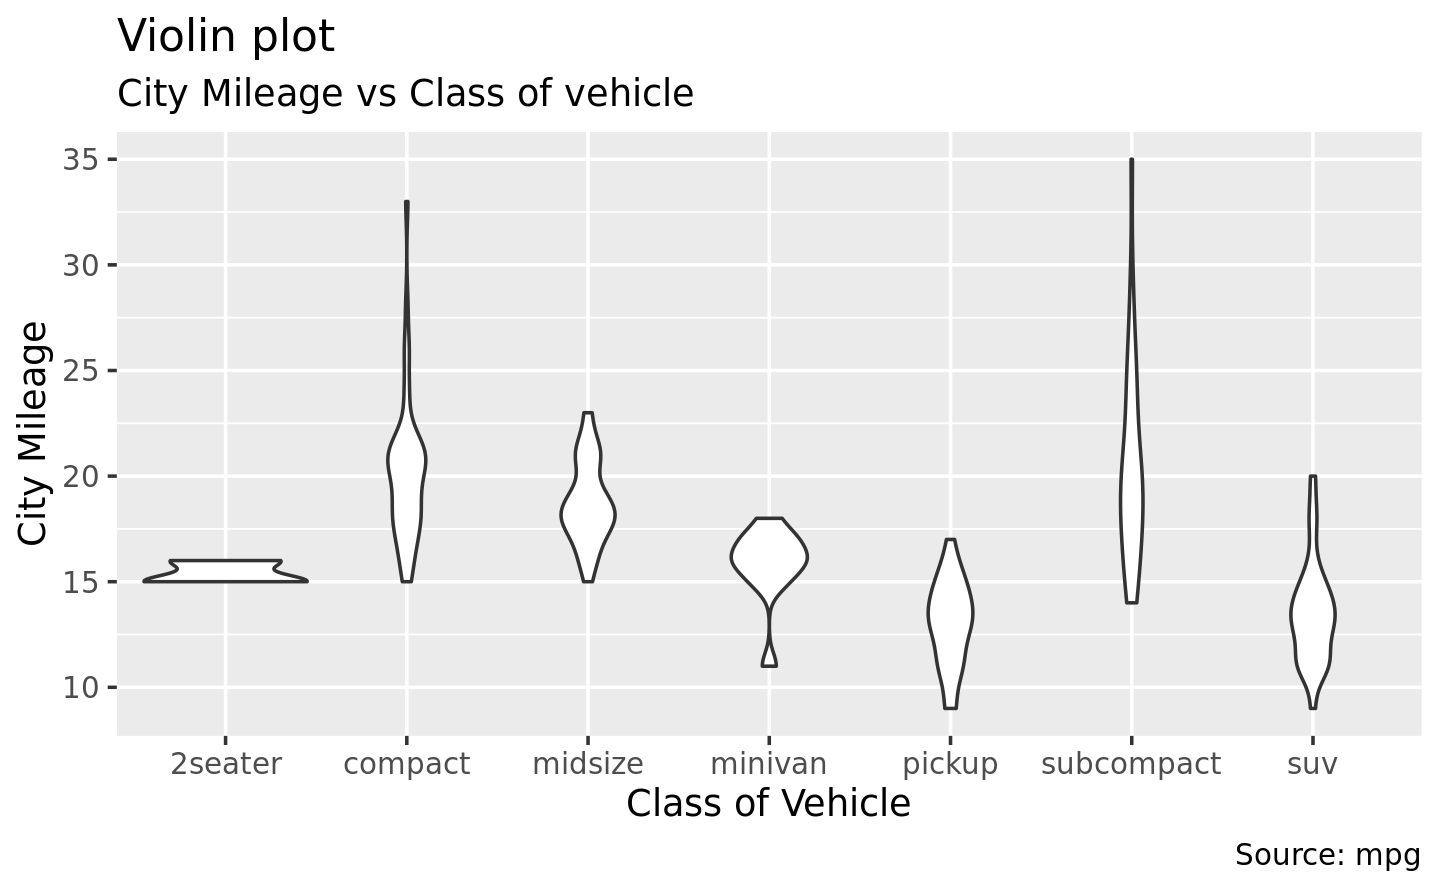 Violin plot
City Mileage vs Class of vehicle
City Mileage
35
30
25
20
15
10
2seater compact midsize minivan pickup subcompact suv
Class of Vehicle
Source: mpg